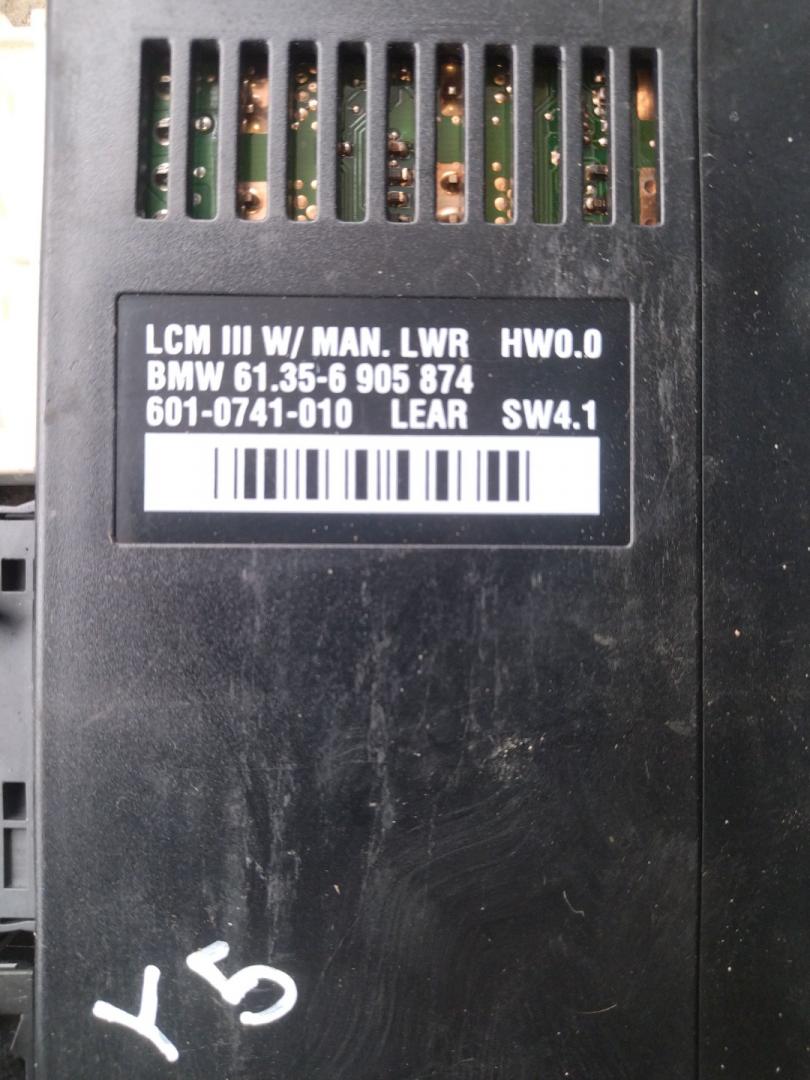 LCM III W/ MAN. LWR HW0.0
BMW 61.35-6 905 874
601-0741-010 LEAR SW4.1
Y5